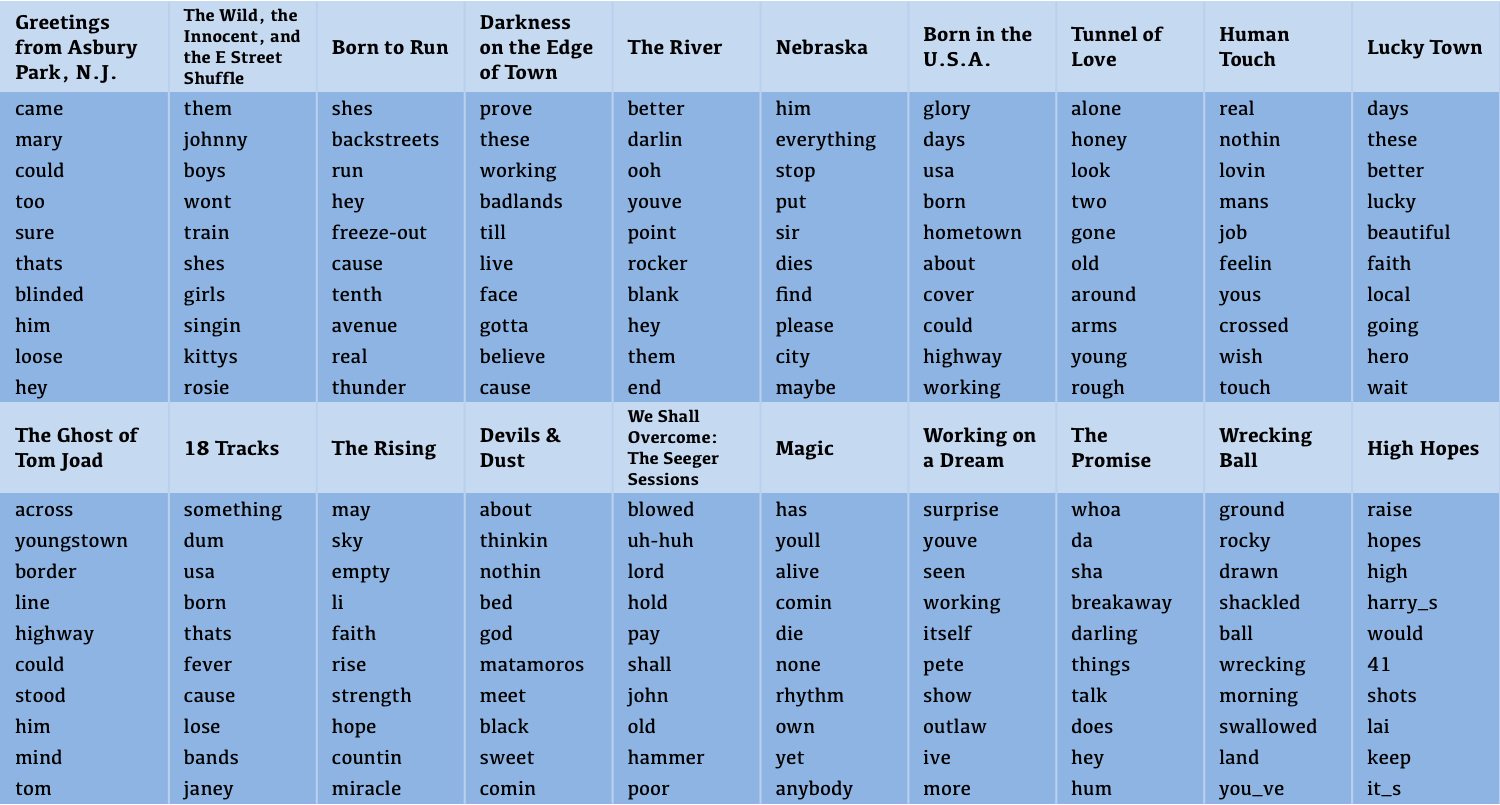 Greetings from Asbury Park, N.J. The Wild, the Innocent, and the E Street Shuffle Born to Run Darkness on the Edge of Town The River Nebraska Born in the U.S.A. Tunnel of Love Human Touch Lucky Town
came them shes prove better him glory alone real days
mary johnny backstreets these darlin everything days honey nothin these
could boys run working ooh stop usa look lovin better
too wont hey badlands youve put born two mans lucky
sure train freeze-out till point sir hometown gone job beautiful
thats shes cause live rocker dies about old feelin faith
blinded girls tenth face blank find cover around yous local
him singin avenue gotta hey please could arms crossed going
loose kittys real believe them city highway young wish hero
hey rosie thunder cause end maybe working rough touch wait
The Ghost of Tom Joad 18 Tracks The Rising Devils & Dust We Shall Overcome: The Seeger Sessions Magic Working on a Dream The Promise Wrecking Ball High Hopes
across something may about blowed has surprise whoa ground raise
youngstown dum sky thinkin uh-huh youll youve da rocky hopes
border usa empty nothin lord alive seen sha drawn high
line born li bed hold comin working breakaway shackled harry_s
highway thats faith god pay die itself darling ball would
could fever rise matamoros shall none pete things wrecking 41
stood cause strength meet john rhythm show talk morning shots
him lose hope black old own outlaw does swallowed lai
mind bands countin sweet hammer yet ive hey land keep
tom janey miracle comin poor anybody more hum you_ve it_s